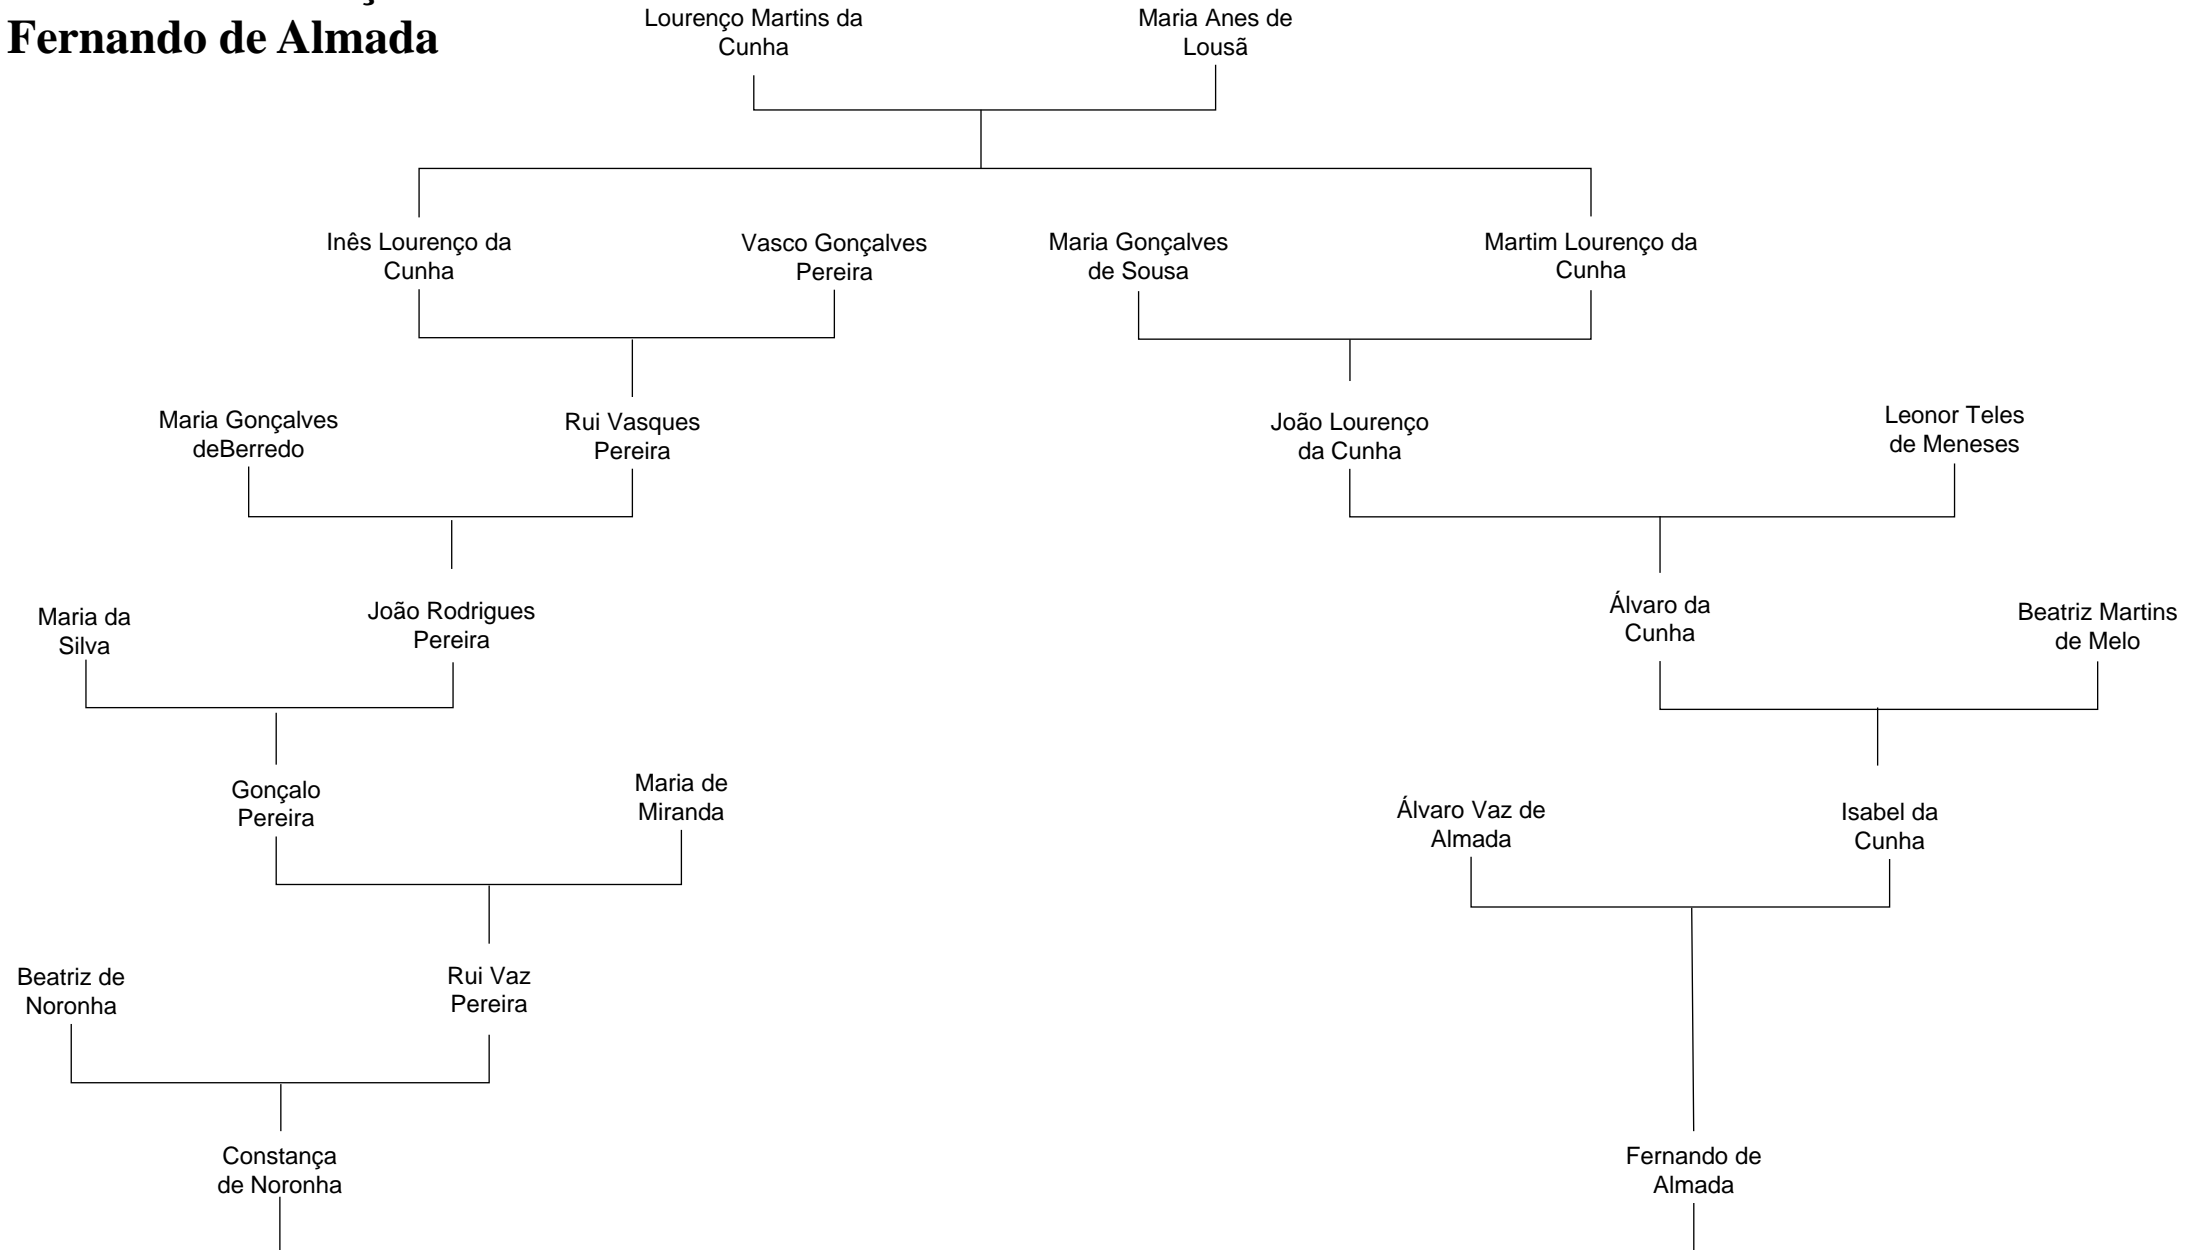 Fernando de Almada
Lourenço Martins da
Cunha
Maria Anes de
Lousã
Inês Lourenço da
Cunha
Vasco Gonçalves
Pereira
Maria Gonçalves
de Sousa
Martim Lourenço da
Cunha
Maria Gonçalves
deBerredo
Rui Vasques
Pereira
João Lourenço
da Cunha
Leonor Teles
de Meneses
Maria da
Silva
João Rodrigues
Pereira
Álvaro da
Cunha
Beatriz Martins
de Melo
Gonçalo
Pereira
Maria de
Miranda
Álvaro Vaz de
Almada
Isabel da
Cunha
Beatriz de
Noronha
Rui Vaz
Pereira
Constança
de Noronha
Fernando de
Almada